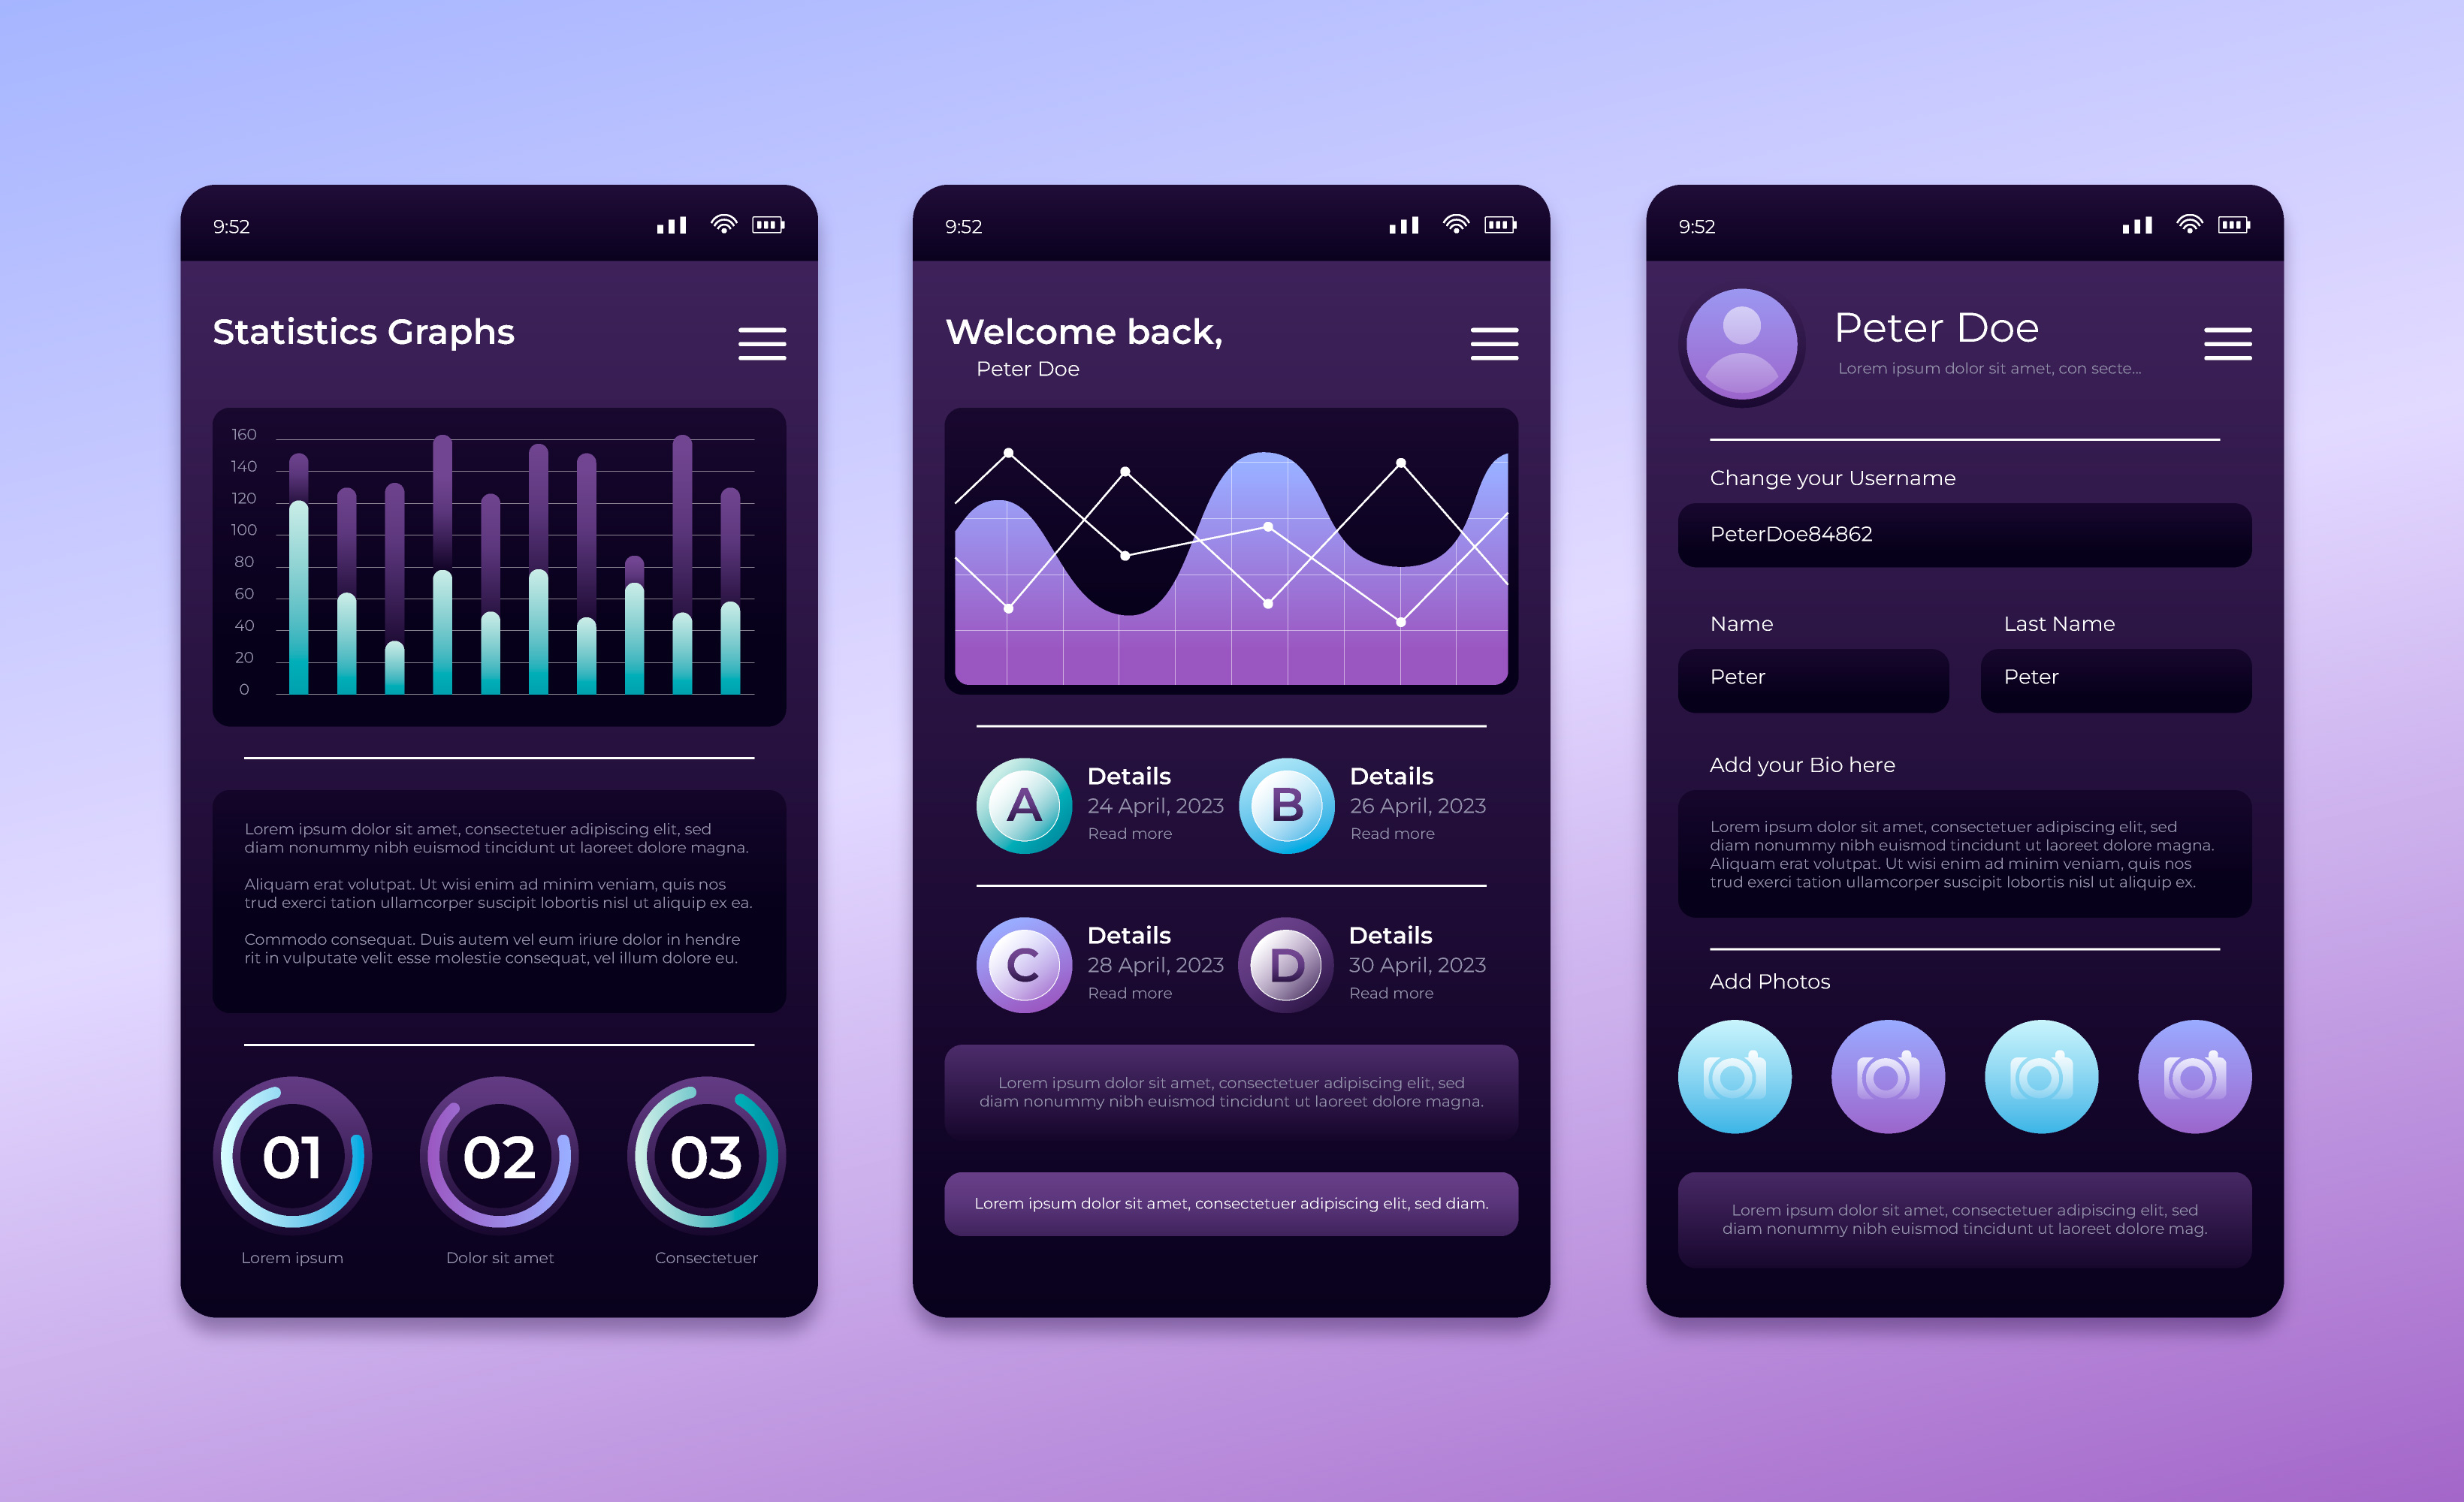 9:52
Statistics Graphs
160
140
120
100
80
60
40
20
0
Lorem ipsum dolor sit amet, consectetuer adipiscing elit, sed
diam nonummy nibh euismod tincidunt ut laoreet dolore magna.
Aliquam erat volutpat. Ut wisi enim ad minim veniam, quis nos
trud exerci tation ullamcorper suscipit lobortis nisl ut aliquip ex ea.
Commodo consequat. Duis autem vel eum iriure dolor in hendre
rit in vulputate velit esse molestie consequat, vel illum dolore eu.
01
02
03
Lorem ipsum
Dolor sit amet
Consectetuer
9:52
Welcome back,
Peter Doe
A
Details
24 April, 2023
Read more
B
Details
26 April, 2023
Read more
C
Details
28 April, 2023
Read more
D
Details
30 April, 2023
Read more
Lorem ipsum dolor sit amet, consectetuer adipiscing elit, sed
diam nonummy nibh euismod tincidunt ut laoreet dolore magna.
Lorem ipsum dolor sit amet, consectetuer adipiscing elit, sed diam.
9:52
Peter Doe
Lorem ipsum dolor sit amet, con secte...
Change your Username
PeterDoe84862
Name
Last Name
Peter
Peter
Add your Bio here
Lorem ipsum dolor sit amet, consectetuer adipiscing elit, sed
diam nonummy nibh euismod tincidunt ut laoreet dolore magna.
Aliquam erat volutpat. Ut wisi enim ad minim veniam, quis nos
trud exerci tation ullamcorper suscipit lobortis nisl ut aliquip ex.
Add Photos
Lorem ipsum dolor sit amet, consectetuer adipiscing elit, sed
diam nonummy nibh euismod tincidunt ut laoreet dolore mag.